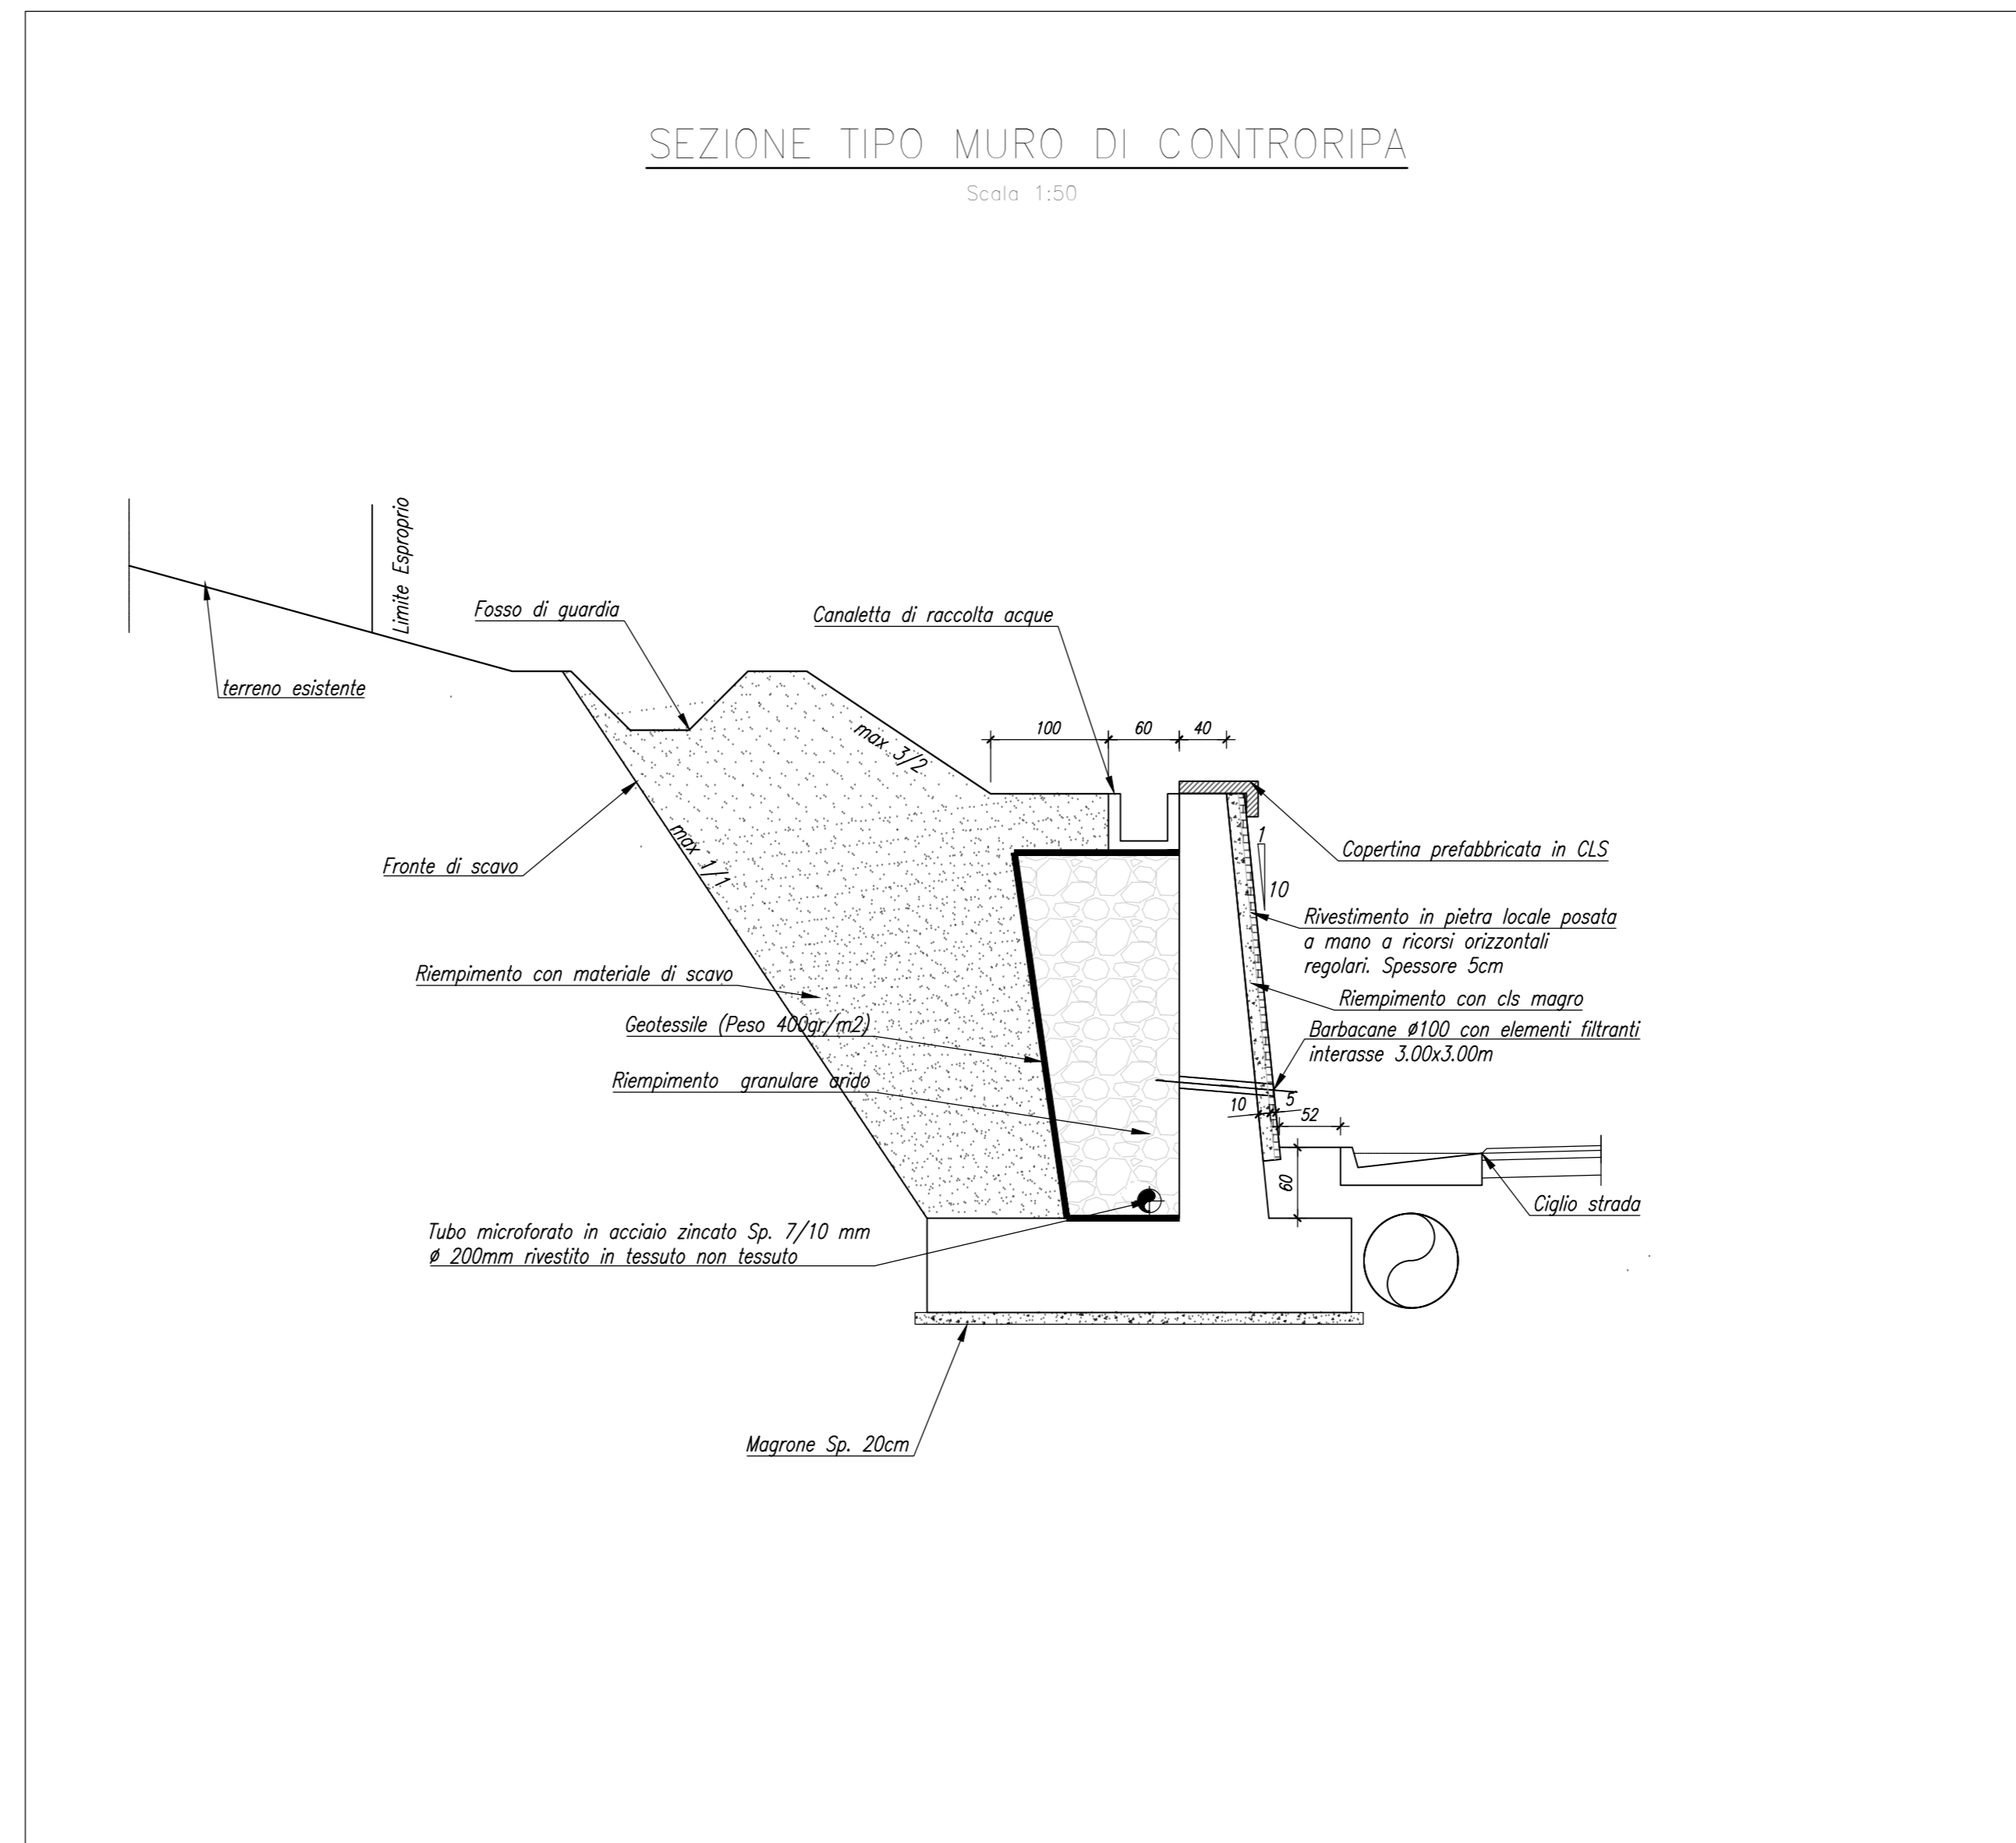 SEZIONE TIPO MURO DI CONTRORIPA
Scala 1:50
Limite Esproprio
Fosso di guardia
Canaletta di raccolta acque
terreno esistente
100
60
40
max 3/2
max 1/1
Fronte di scavo
1
10
Copertina prefabbricata in CLS
Rivestimento in pietra locale posata
a mano a ricorsi orizzontali
regolari. Spessore 5cm
Riempimento con materiale di scavo
Riempimento con cls magro
Geotessile (Peso 400gr/m2)
Barbacane ø100 con elementi filtranti
interasse 3.00x3.00m
Riempimento granulare arido
10
5
52
60
Ciglio strada
Tubo microforato in acciaio zincato Sp. 7/10 mm
ø 200mm rivestito in tessuto non tessuto
Magrone Sp. 20cm